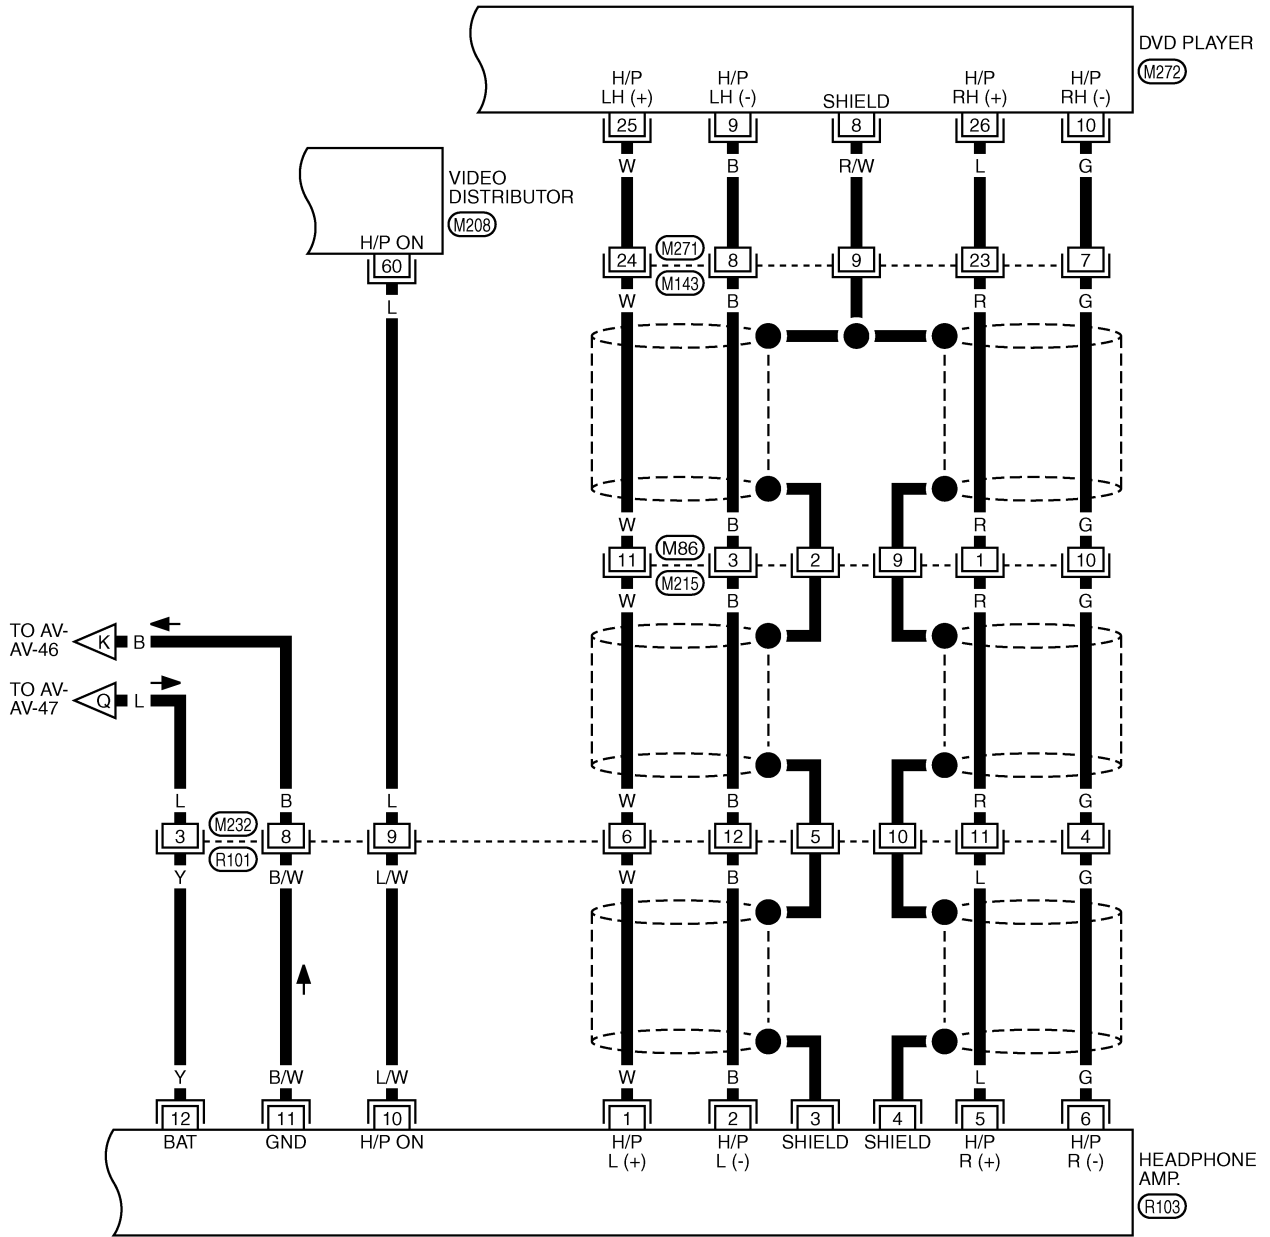 DVD PLAYER
M272
H/P LH (+)
H/P LH (-)
SHIELD
H/P RH (+)
H/P RH (-)
25 9 8 26 10
W B R/W L G
VIDEO
DISTRIBUTOR
M208
H/P ON
60
L
M271
24 8 9 23 7
M143
W B R G
W B R G
M86
11 3 2 9 1 10
M215
W B R G
TO AV-
AV-46
K B
TO AV-
AV-47
Q L
L B L W B R G
M232
3 8 9 6 12 5 10 11 4
R101
Y B/W L/W W B L G
Y B/W L/W W B L G
12 11 10 1 2 3 4 5 6
BAT GND H/P ON H/P L (+) H/P L (-) SHIELD SHIELD H/P R (+) H/P R (-)
HEADPHONE
AMP.
R103